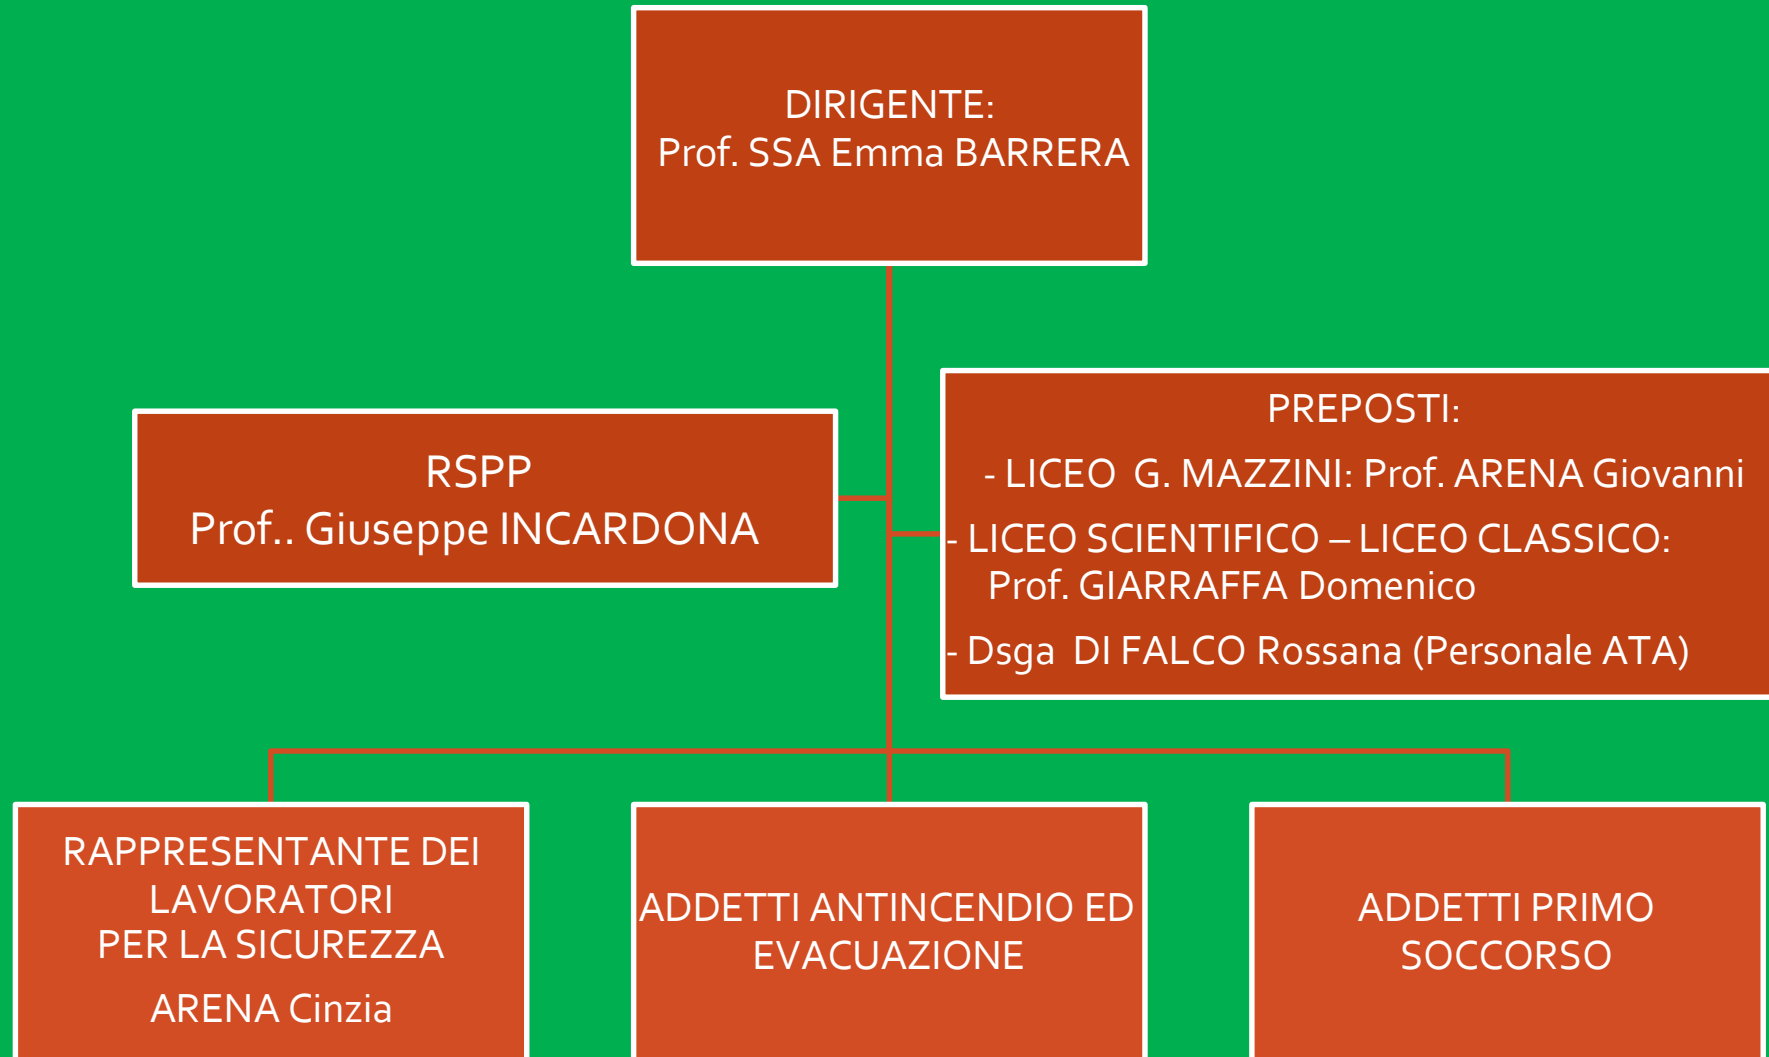 DIRIGENTE:
Prof. SSA Emma BARRERA
RSPP
Prof.. Giuseppe INCARDONA
PREPOSTI:
- LICEO G. MAZZINI: Prof. ARENA Giovanni
- LICEO SCIENTIFICO – LICEO CLASSICO:
Prof. GIARRAFFA Domenico
- Dsga DI FALCO Rossana (Personale ATA)
RAPPRESENTANTE DEI
LAVORATORI
PER LA SICUREZZA
ARENA Cinzia
ADDETTI ANTINCENDIO ED
EVACUAZIONE
ADDETTI PRIMO
SOCCORSO